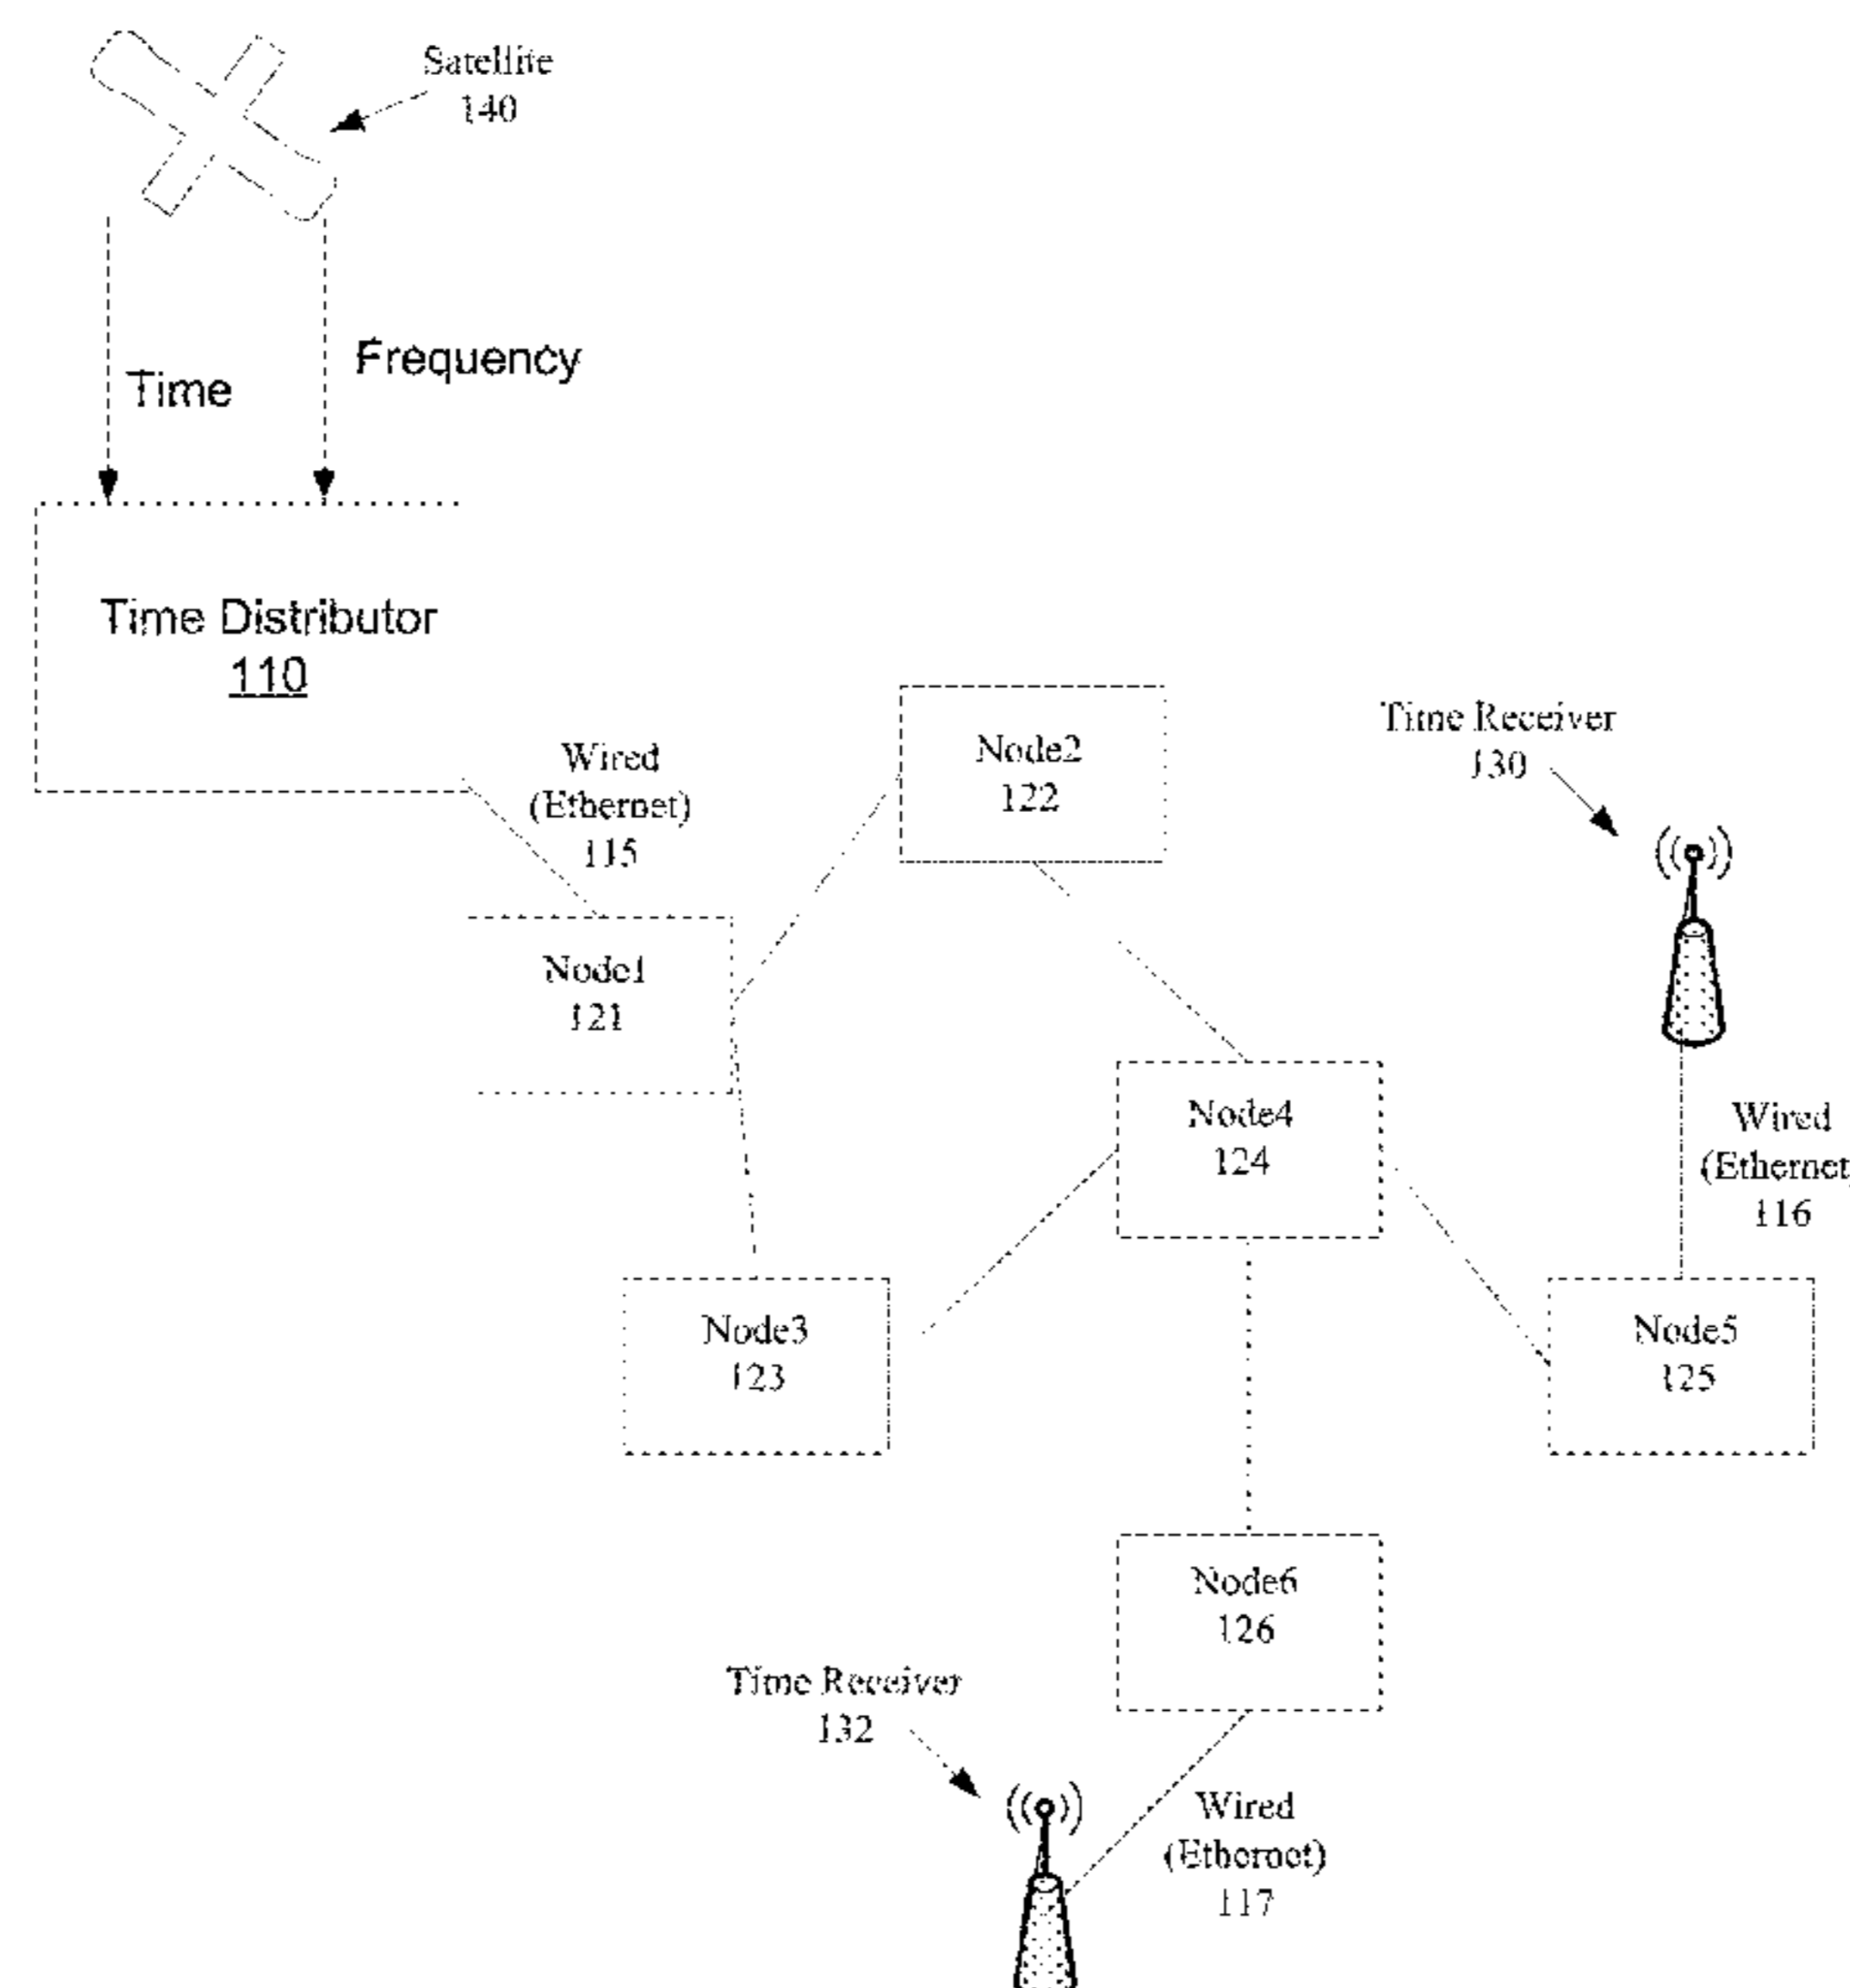 Satellite
140
Frequency
Time
Time Distributor
110
Wired
(Ethernet)
115
Node2
122
Time Receiver
130
Node1
121
Node4
124
Wired
(Ethernet
116
Node3
123
Node5
125
Node6
126
Time Receiver
132
Wired
(Ethernet)
117